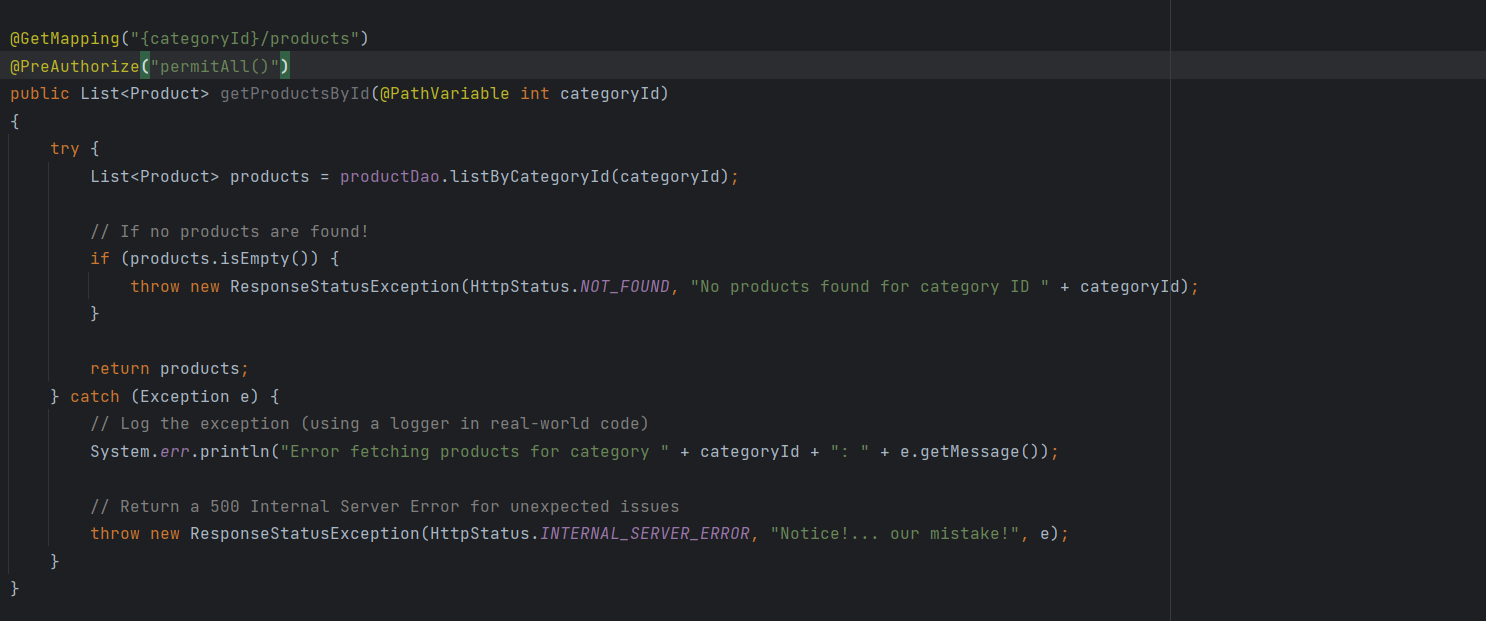 @GetMapping("{categoryId}/products")
@PreAuthorize("permitAll()")
public List<Product> getProductsById(@PathVariable int categoryId)
{
    try {
        List<Product> products = productDao.listByCategoryId(categoryId);
        // If no products are found!
        if (products.isEmpty()) {
            throw new ResponseStatusException(HttpStatus.NOT_FOUND, "No products found for category ID " + categoryId);
        }
        return products;
    } catch (Exception e) {
        // Log the exception (using a logger in real-world code)
        System.err.println("Error fetching products for category " + categoryId + ": " + e.getMessage());
        // Return a 500 Internal Server Error for unexpected issues
        throw new ResponseStatusException(HttpStatus.INTERNAL_SERVER_ERROR, "Notice!... our mistake!", e);
    }
}